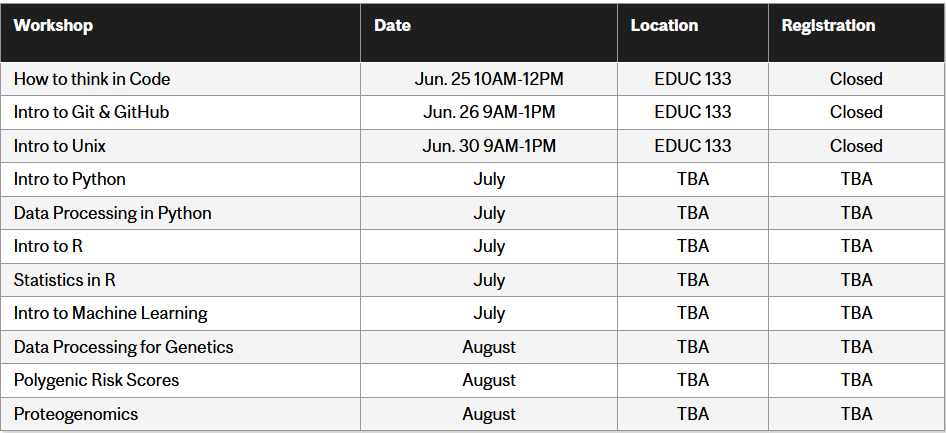 Workshop Date Location Registration
How to think in Code Jun. 25 10AM-12PM EDUC 133 Closed
Intro to Git & GitHub Jun. 26 9AM-1PM EDUC 133 Closed
Intro to Unix Jun. 30 9AM-1PM EDUC 133 Closed
Intro to Python July TBA TBA
Data Processing in Python July TBA TBA
Intro to R July TBA TBA
Statistics in R July TBA TBA
Intro to Machine Learning July TBA TBA
Data Processing for Genetics August TBA TBA
Polygenic Risk Scores August TBA TBA
Proteogenomics August TBA TBA